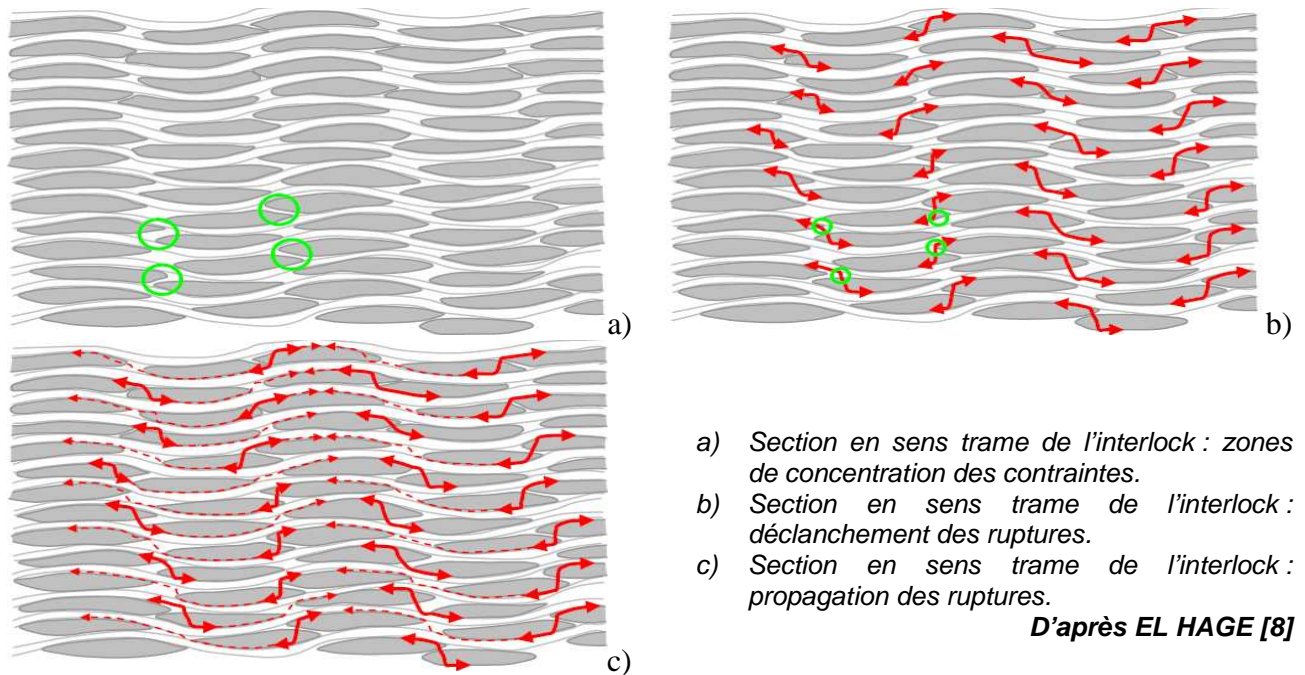 a)
b)
c)
a) Section en sens trame de l'interlock : zones
de concentration des contraintes.
b) Section en sens trame de l'interlock :
déclanchement des ruptures.
c) Section en sens trame de l'interlock :
propagation des ruptures.
D'après EL HAGE [8]